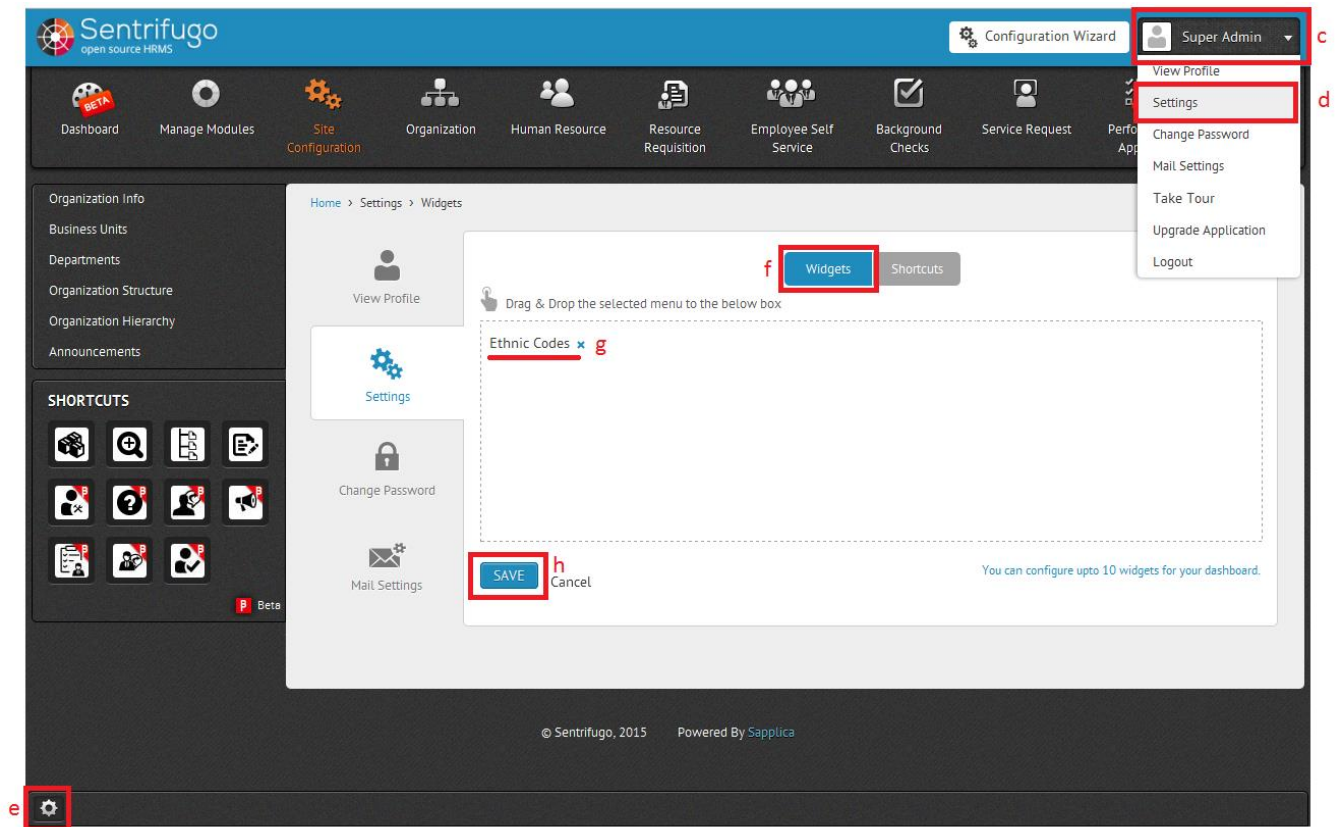 Sentrifugo
open source HRMS
Configuration Wizard
Super Admin
c
View Profile
Settings
d
Change Password
Mail Settings
Take Tour
Upgrade Application
Logout
BETA
Dashboard
Manage Modules
Site
Configuration
Organization
Human Resource
Resource
Requisition
Employee Self
Service
Background
Checks
Service Request
Perfo
App
Organization Info
Business Units
Departments
Organization Structure
Organization Hierarchy
Announcements
SHORTCUTS
β Beta
Home > Settings > Widgets
View Profile
Settings
Change Password
Mail Settings
f
Widgets
Shortcuts
Drag & Drop the selected menu to the below box
Ethnic Codes × g
SAVE
h
Cancel
You can configure upto 10 widgets for your dashboard.
© Sentrifugo, 2015 Powered By Sapplica
e